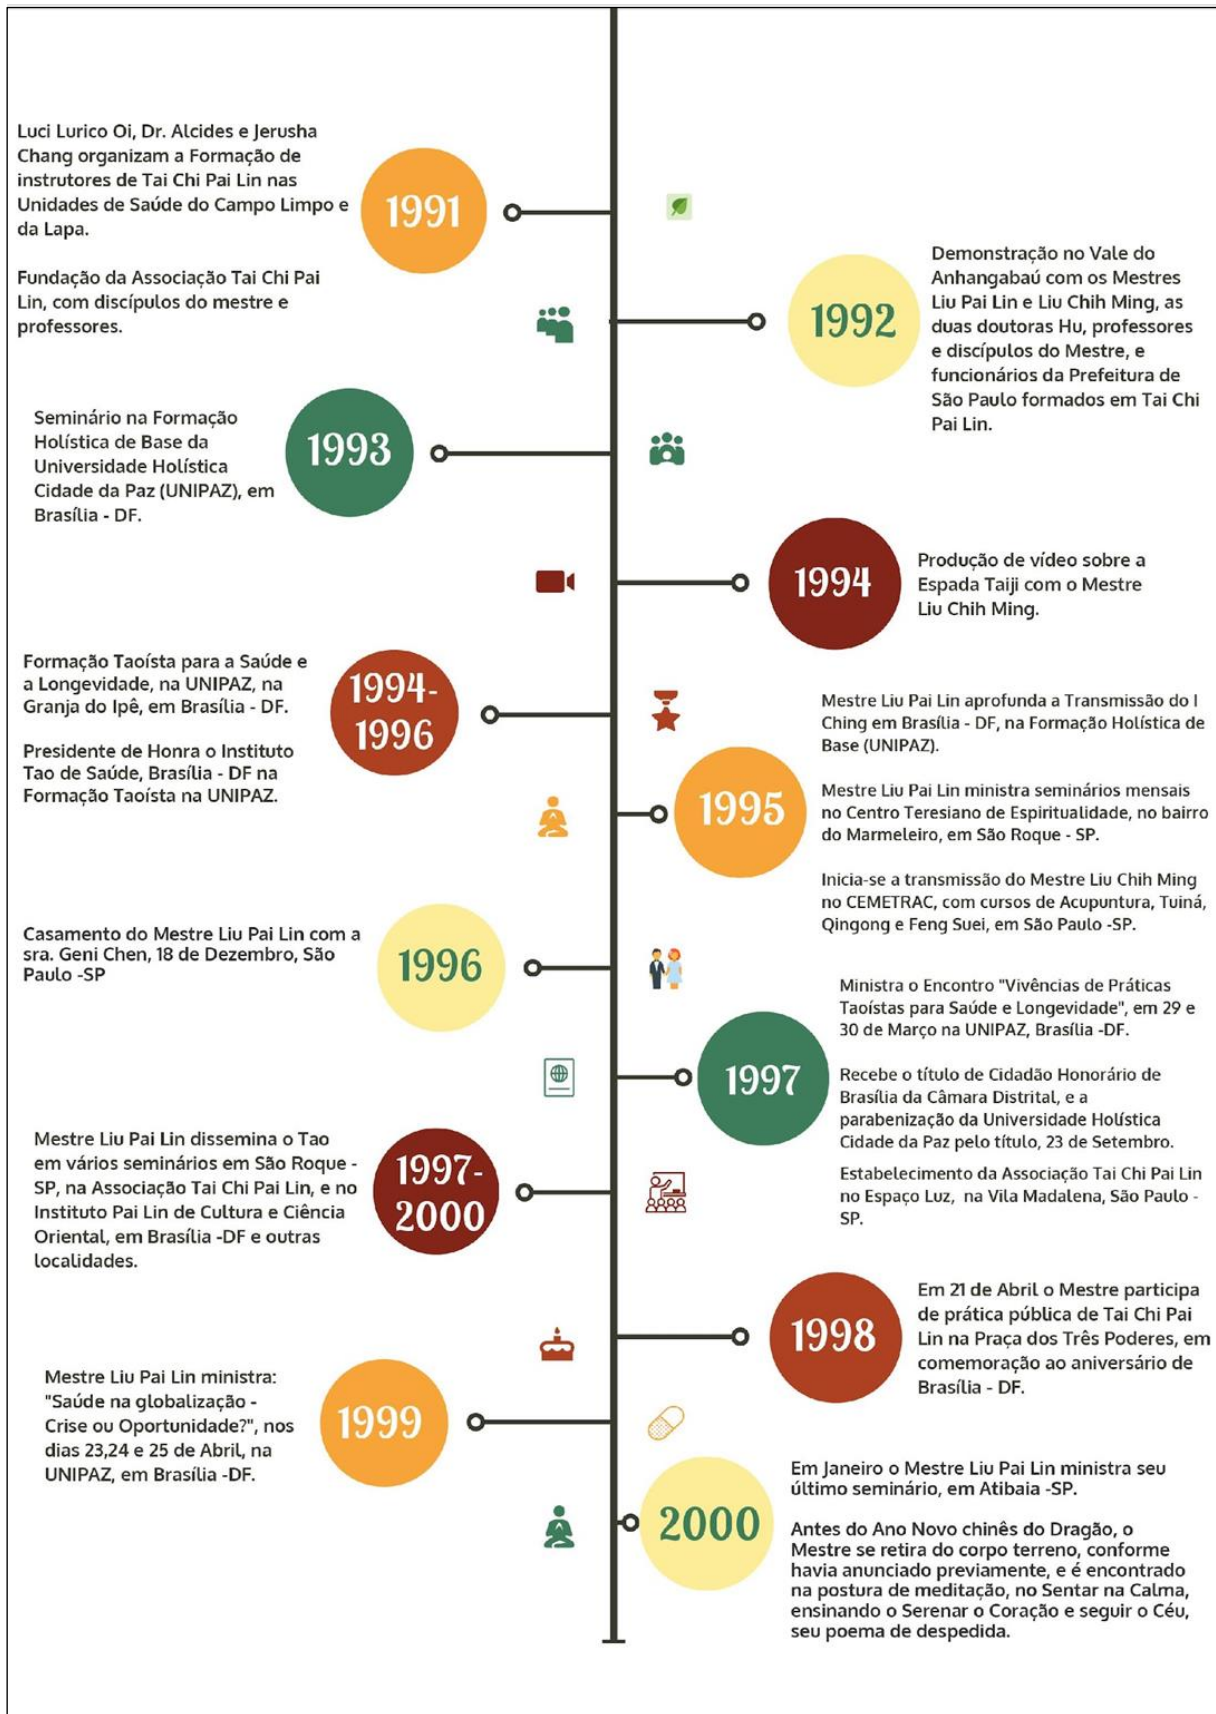 Luci Lurico Oi, Dr. Alcides e Jerusha
Chang organizam a Formação de
instrutores de Tai Chi Pai Lin nas
Unidades de Saúde do Campo Limpo e
da Lapa.
Fundação da Associação Tai Chi Pai
Lin, com discípulos do mestre e
professores.
1991
1992
Demonstração no Vale do
Anhangabaú com os Mestres
Liu Pai Lin e Liu Chih Ming, as
duas doutoras Hu, professores
e discípulos do Mestre, e
funcionários da Prefeitura de
São Paulo formados em Tai Chi
Pai Lin.
Seminário na Formação
Holística de Base da
Universidade Holística
Cidade da Paz (UNIPAZ), em
Brasília - DF.
1993
1994
Produção de vídeo sobre a
Espada Taiji com o Mestre
Liu Chih Ming.
Formação Taoísta para a Saúde e
a Longevidade, na UNIPAZ, na
Granja do Ipê, em Brasília - DF.
Presidente de Honra o Instituto
Tao de Saúde, Brasília - DF na
Formação Taoísta na UNIPAZ.
1994-
1996
1995
Mestre Liu Pai Lin aprofunda a Transmissão do I
Ching em Brasília - DF, na Formação Holística de
Base (UNIPAZ).
Mestre Liu Pai Lin ministra seminários mensais
no Centro Teresiano de Espiritualidade, no bairro
do Marmeleiro, em São Roque - SP.
Inicia-se a transmissão do Mestre Liu Chih Ming
no CEMETRAC, com cursos de Acupuntura, Tuiná,
Qingong e Feng Suei, em São Paulo -SP.
Casamento do Mestre Liu Pai Lin com a
sra. Geni Chen, 18 de Dezembro, São
Paulo -SP
1996
1997
Ministra o Encontro "Vivências de Práticas
Taoístas para Saúde e Longevidade", em 29 e
30 de Março na UNIPAZ, Brasília -DF.
Recebe o título de Cidadão Honorário de
Brasília da Câmara Distrital, e a
parabenização da Universidade Holística
Cidade da Paz pelo título, 23 de Setembro.
Estabelecimento da Associação Tai Chi Pai Lin
no Espaço Luz, na Vila Madalena, São Paulo -
SP.
Mestre Liu Pai Lin dissemina o Tao
em vários seminários em São Roque -
SP, na Associação Tai Chi Pai Lin, e no
Instituto Pai Lin de Cultura e Ciência
Oriental, em Brasília -DF e outras
localidades.
1997-
2000
1998
Em 21 de Abril o Mestre participa
de prática pública de Tai Chi Pai
Lin na Praça dos Três Poderes, em
comemoração ao aniversário de
Brasília - DF.
Mestre Liu Pai Lin ministra:
"Saúde na globalização -
Crise ou Oportunidade?", nos
dias 23,24 e 25 de Abril, na
UNIPAZ, em Brasília -DF.
1999
2000
Em Janeiro o Mestre Liu Pai Lin ministra seu
último seminário, em Atibaia -SP.
Antes do Ano Novo chinês do Dragão, o
Mestre se retira do corpo terreno, conforme
havia anunciado previamente, e é encontrado
na postura de meditação, no Sentar na Calma,
ensinando o Serenar o Coração e seguir o Céu,
seu poema de despedida.